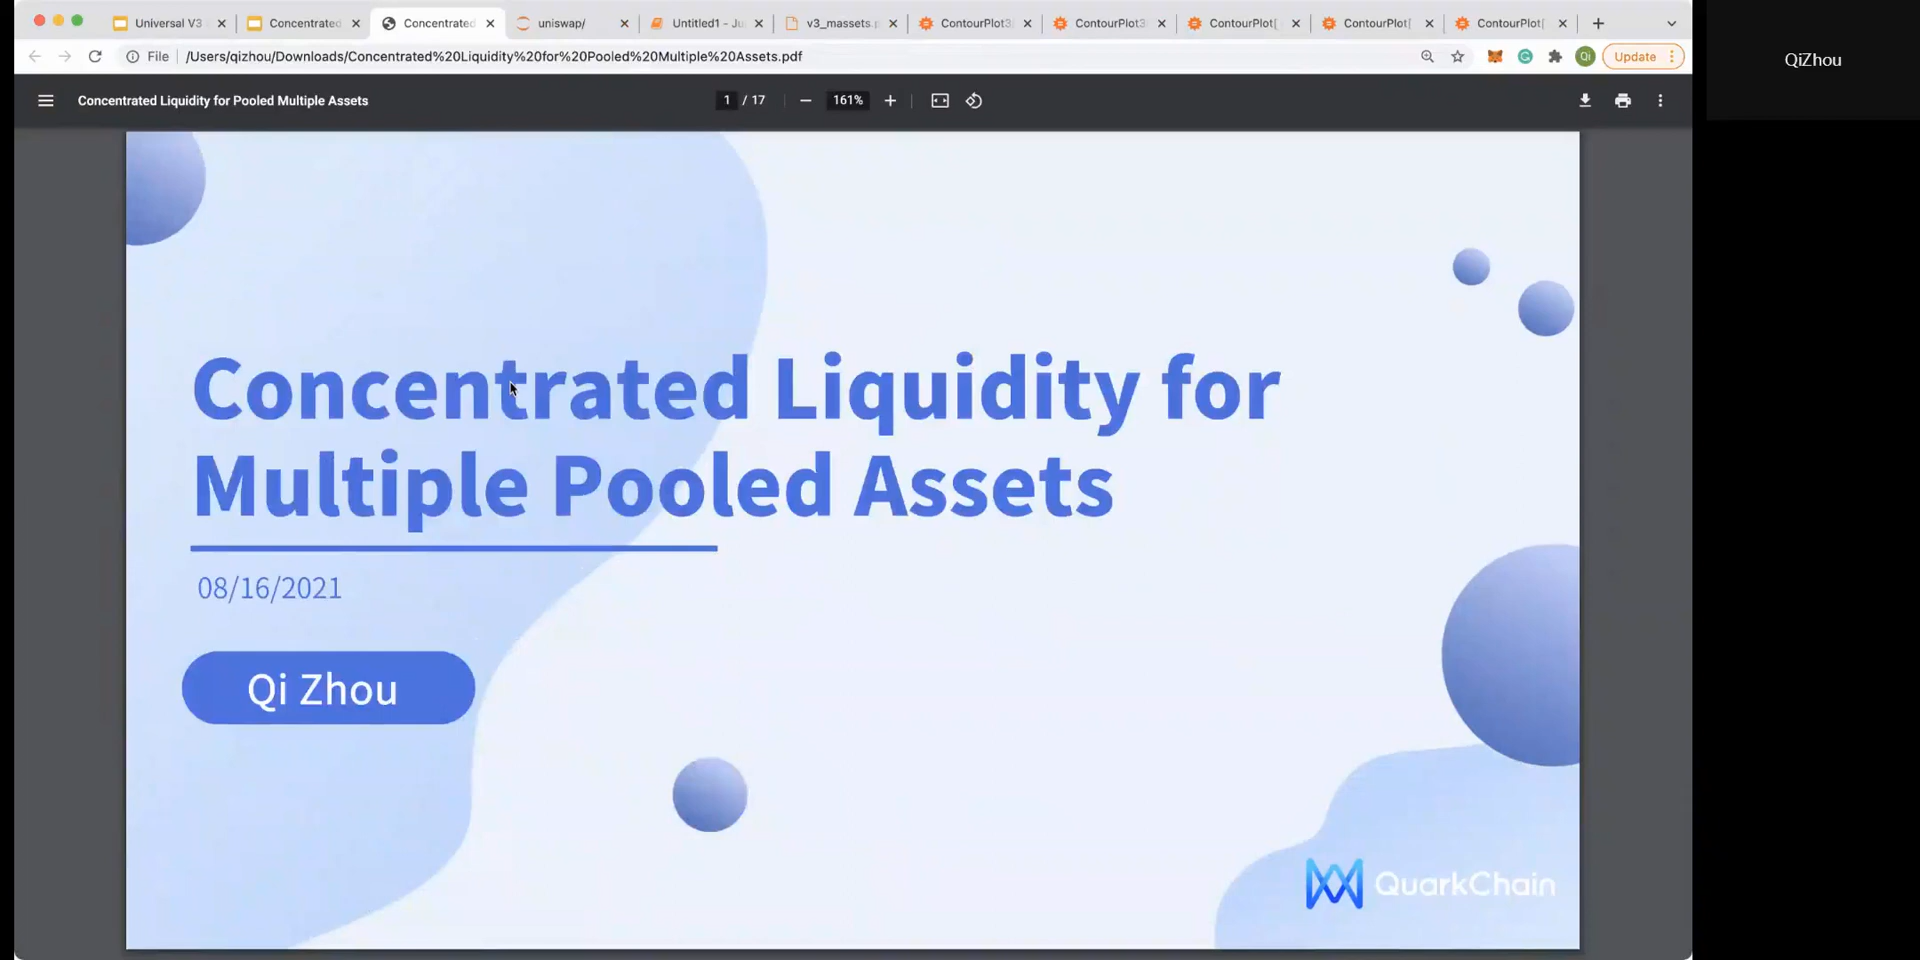 Universal V3
Concentrated
Concentrated
uniswap/
Untitled1 - Ju
v3_massets.p
ContourPlot3
ContourPlot3
ContourPlot[
ContourPlot[
ContourPlot[
File
/Users/qizhou/Downloads/Concentrated%20Liquidity%20for%20Pooled%20Multiple%20Assets.pdf
Qi
Update
QiZhou
Concentrated Liquidity for Pooled Multiple Assets
1 / 17
161%
Concentrated Liquidity for
Multiple Pooled Assets
08/16/2021
Qi Zhou
QuarkChain